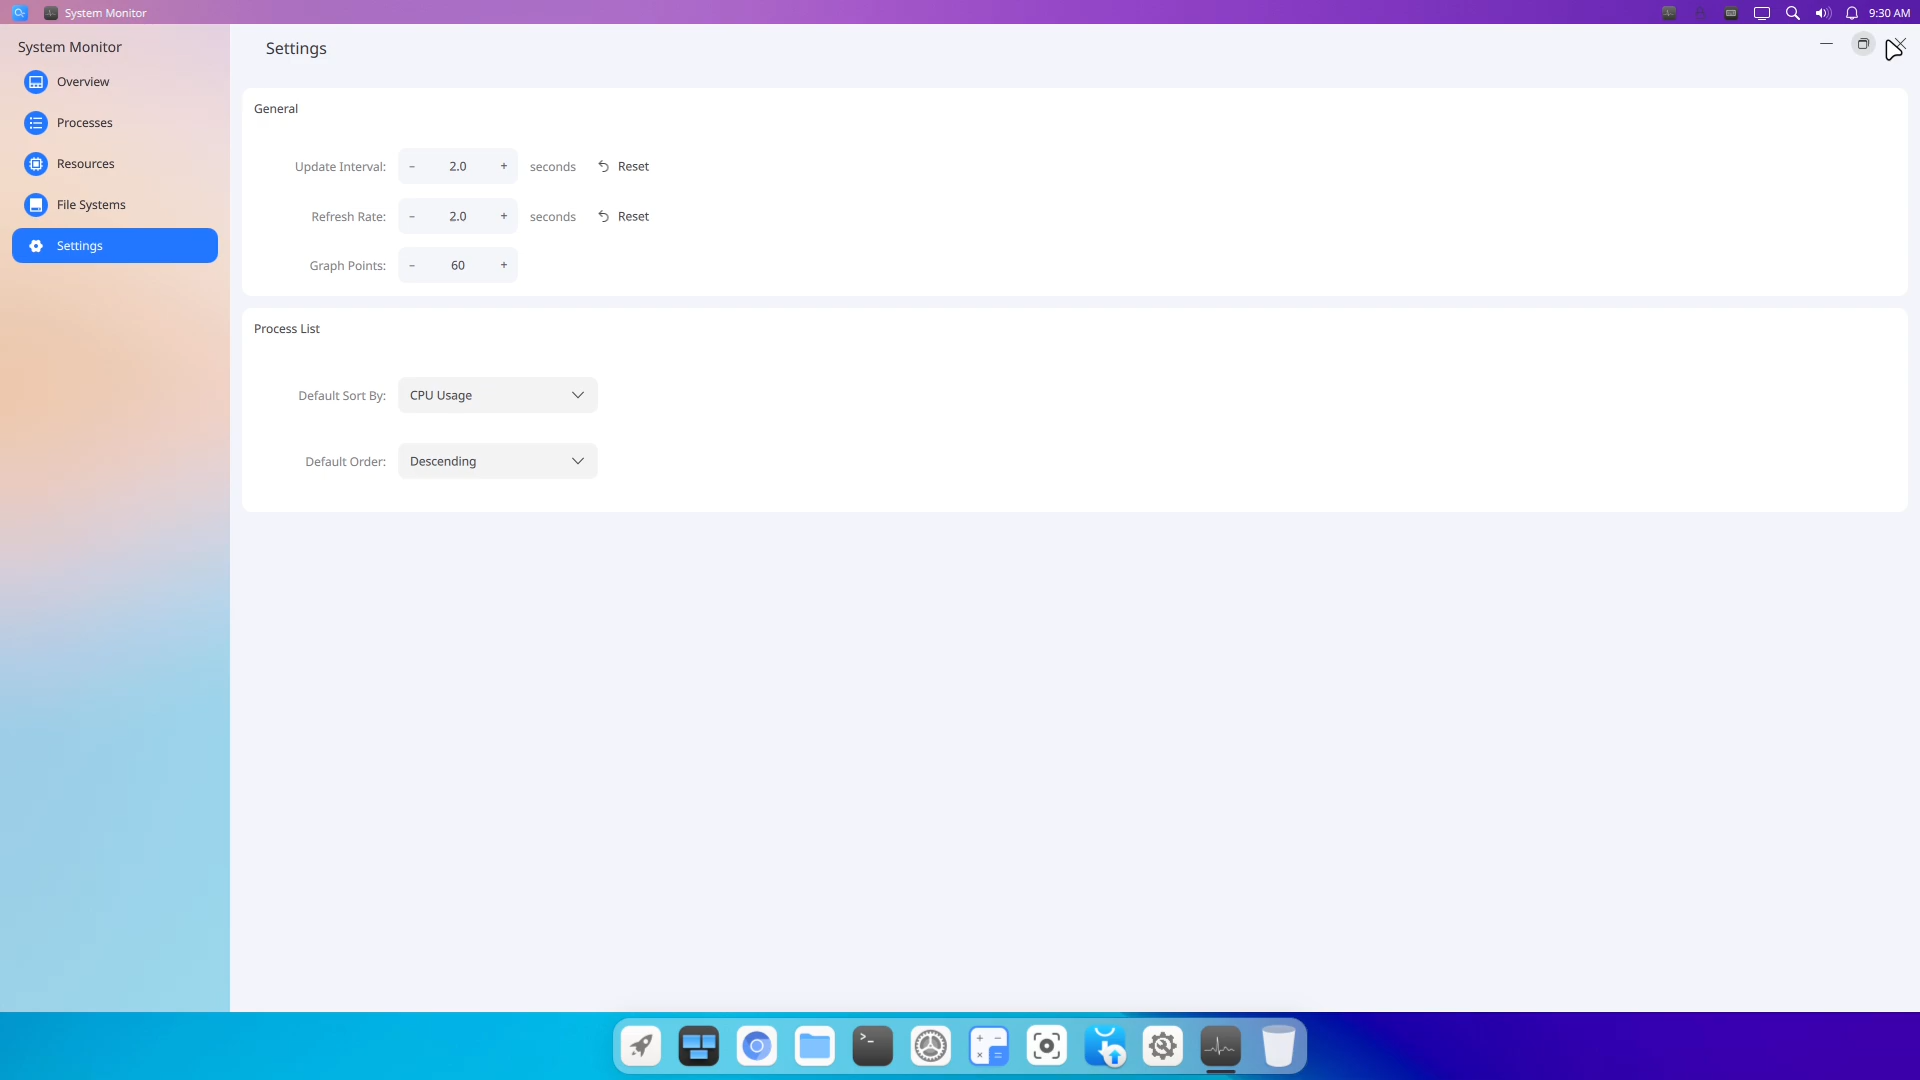 System Monitor
9:30 AM
System Monitor
Overview
Processes
Resources
File Systems
Settings
Settings
General
Update Interval: – 2.0 + seconds Reset
Refresh Rate: – 2.0 + seconds Reset
Graph Points: – 60 +
Process List
Default Sort By: CPU Usage
Default Order: Descending